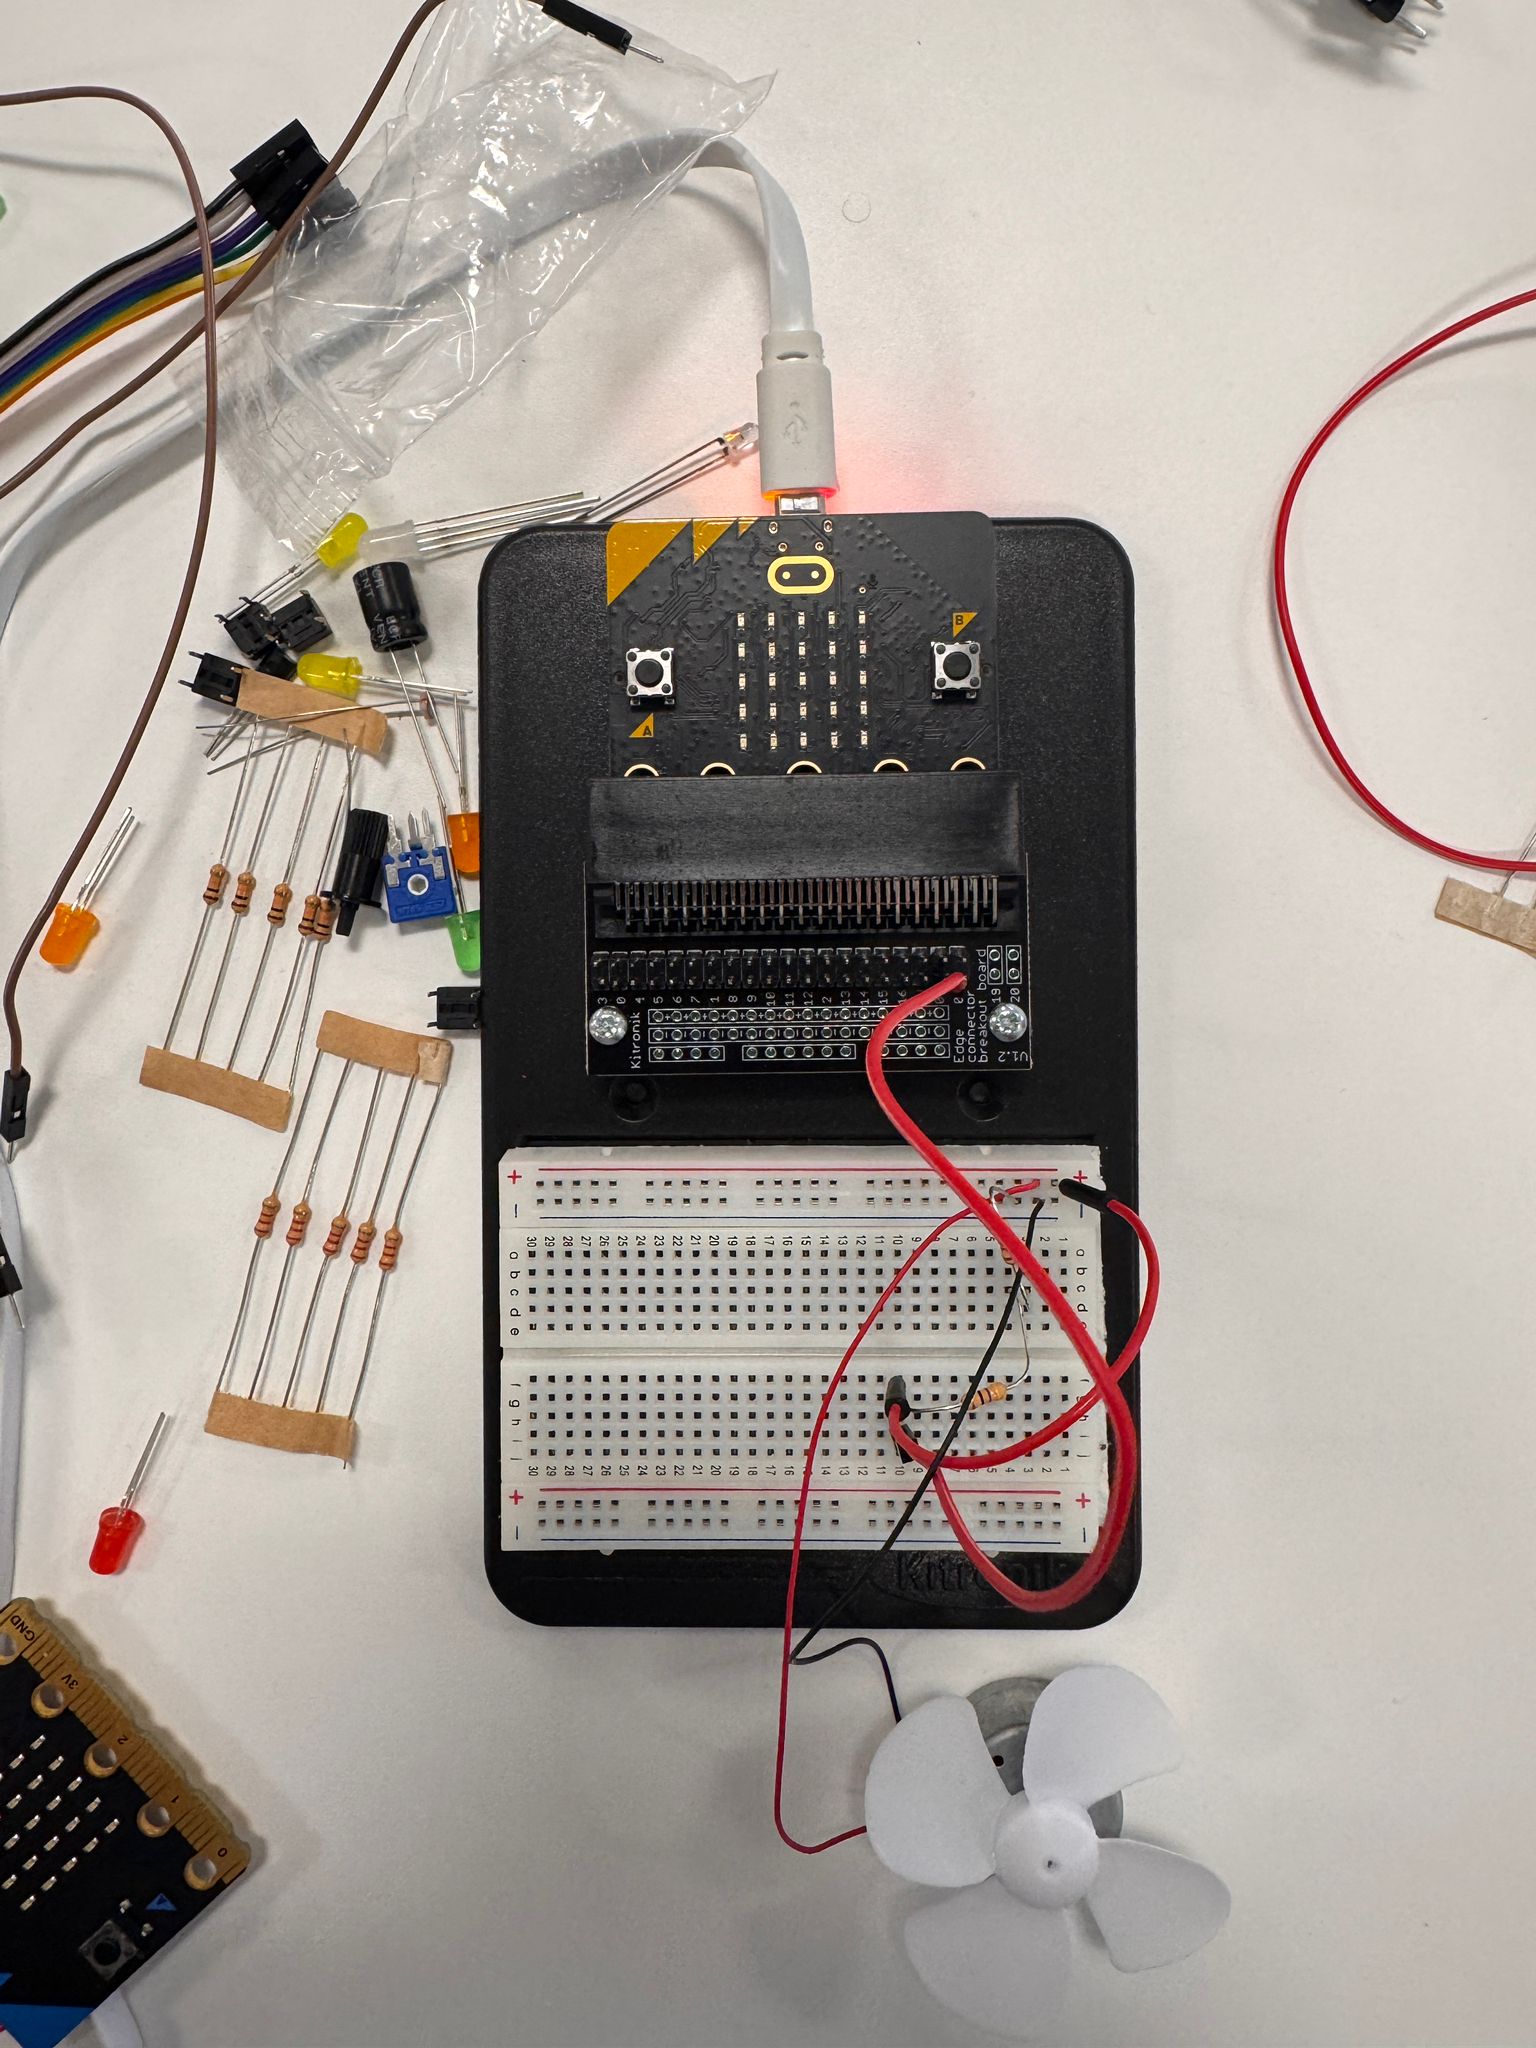 B
A
3 0 4 5 6 7 1 8 9 10 11 12 2 13 14 15 16 0 0
19 20
Kitronik
Edge
connector
breakout board
V1.2
+ +
- -
30 29 28 27 26 25 24 23 22 21 20 19 18 17 16 15 14 13 12 11 10 9 8 7 6 5 3 2 1
a a
b b
c c
d d
e e
f
g g
h h
i i
j j
30 29 28 27 26 25 24 23 22 21 20 19 18 17 16 14 13 12 11 10 9 7 6 5 4 3 2 1
+ +
- -
Kitronik
GND
3V
2
1
0
A